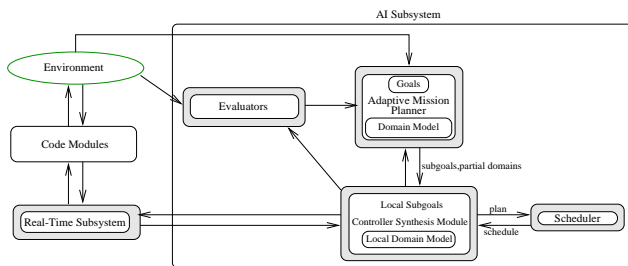 AI Subsystem
Environment
Goals
Adaptive Mission
Planner
Evaluators
Domain Model
Code Modules
subgoals,partial domains
Local Subgoals
plan
Real-Time Subsystem
Controller Synthesis Module
Scheduler
schedule
Local Domain Model